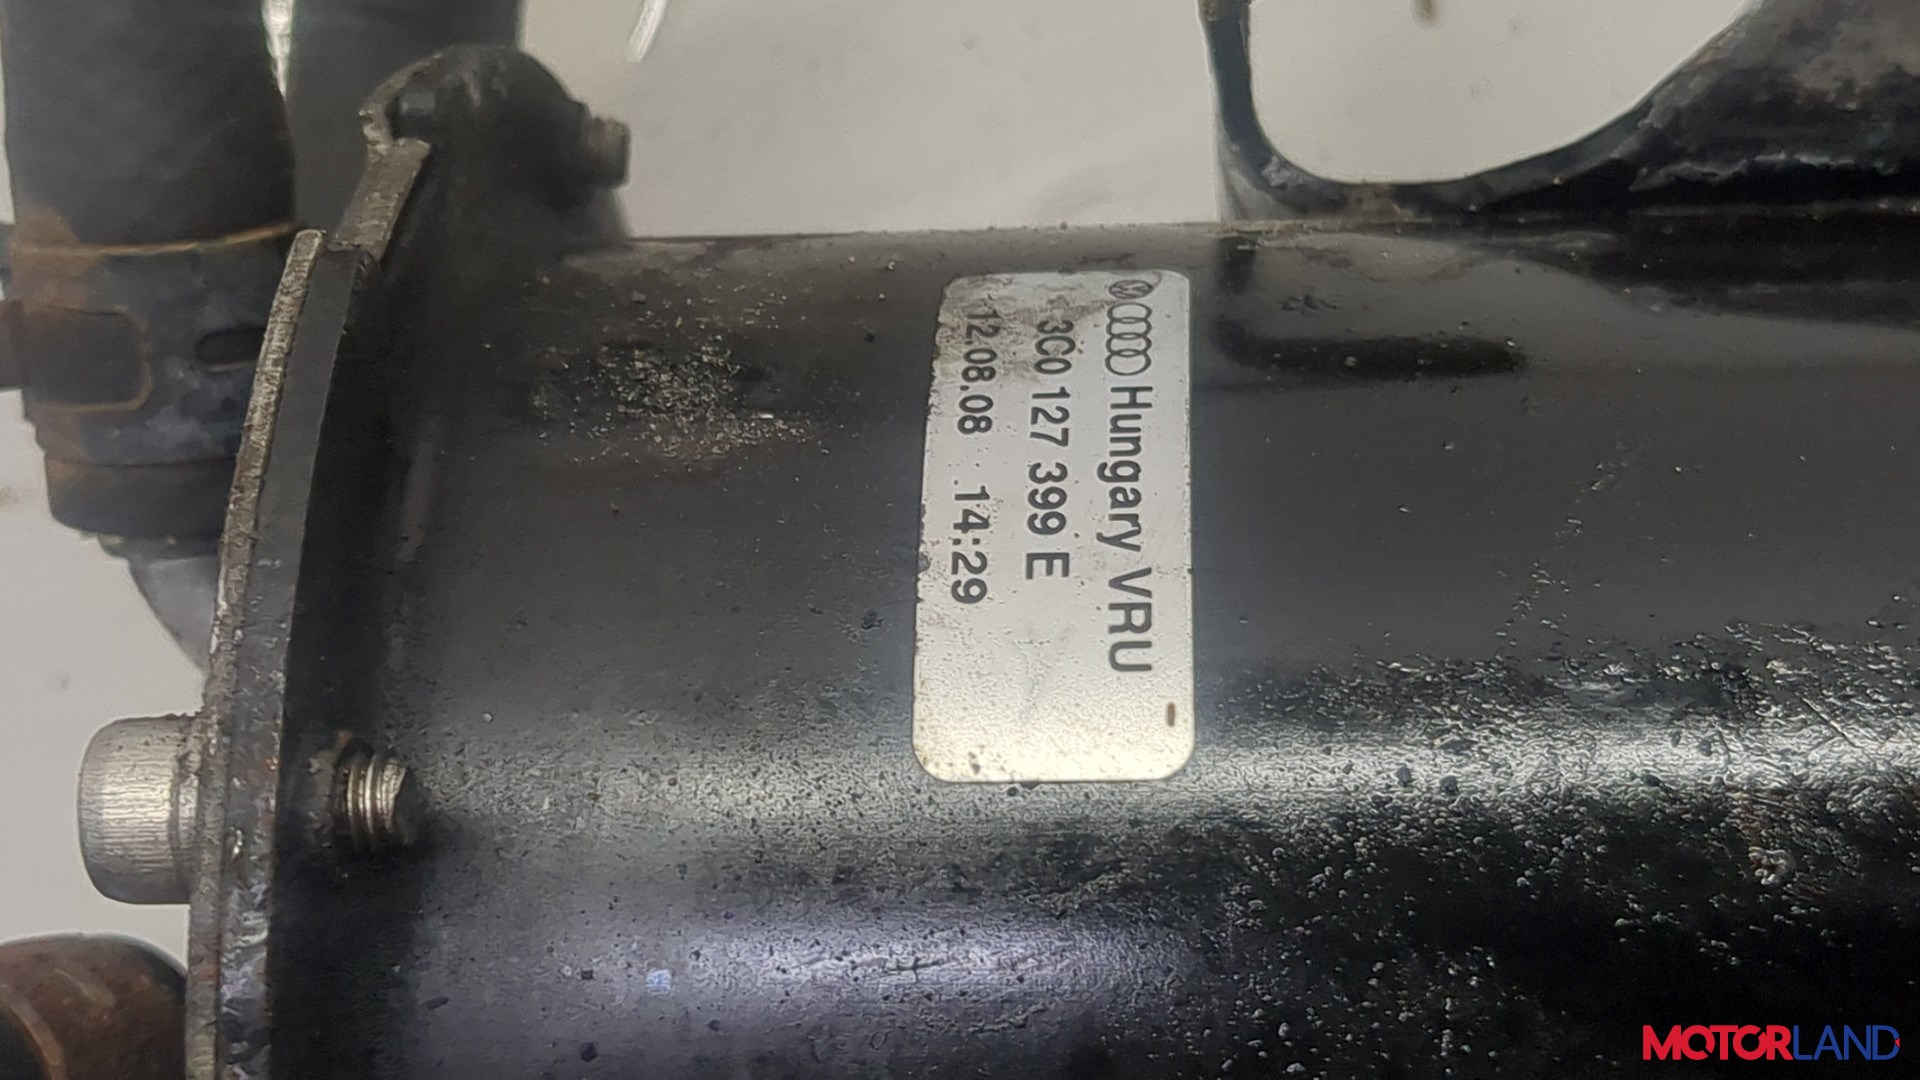 Hungary VRU
3C0 127 399 E
12.08.08 14:29
MOTORLAND